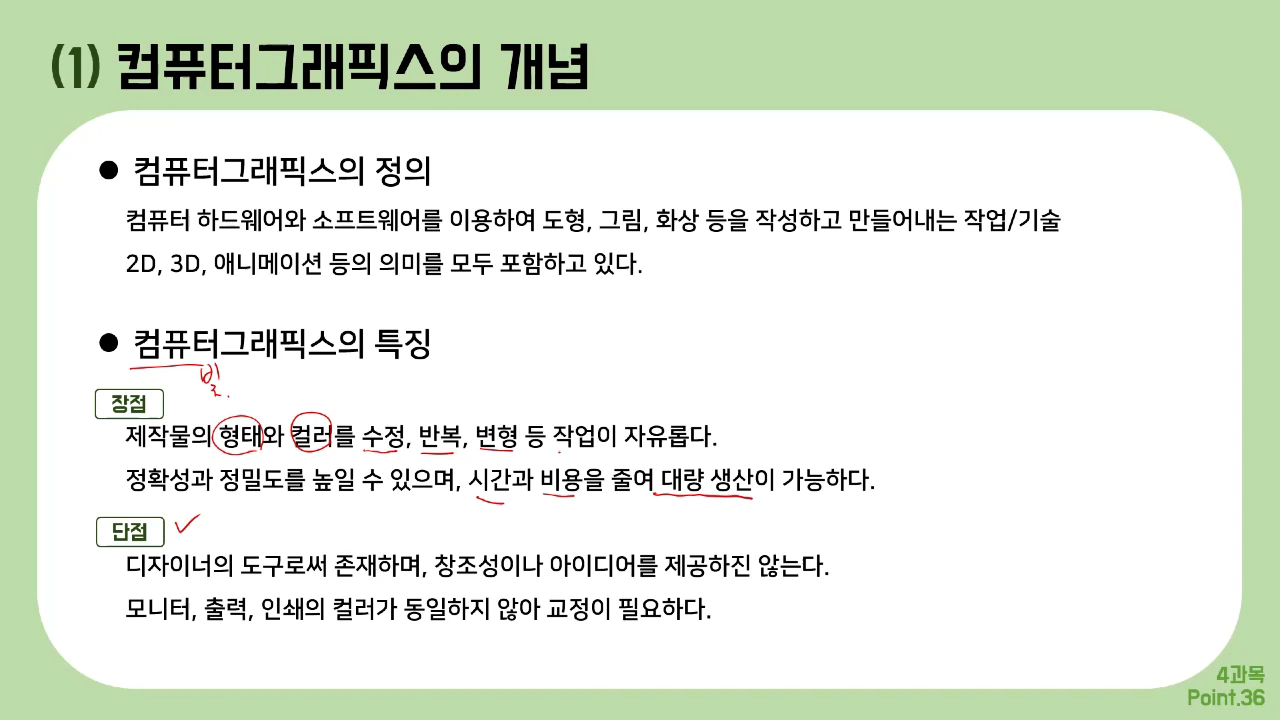 (1) 컴퓨터그래픽스의 개념
● 컴퓨터그래픽스의 정의
컴퓨터 하드웨어와 소프트웨어를 이용하여 도형, 그림, 화상 등을 작성하고 만들어내는 작업/기술
2D, 3D, 애니메이션 등의 의미를 모두 포함하고 있다.
● 컴퓨터그래픽스의 특징
장점
제작물의 형태와 컬러를 수정, 반복, 변형 등 작업이 자유롭다.
정확성과 정밀도를 높일 수 있으며, 시간과 비용을 줄여 대량 생산이 가능하다.
단점
디자이너의 도구로써 존재하며, 창조성이나 아이디어를 제공하진 않는다.
모니터, 출력, 인쇄의 컬러가 동일하지 않아 교정이 필요하다.
4과목
Point.36